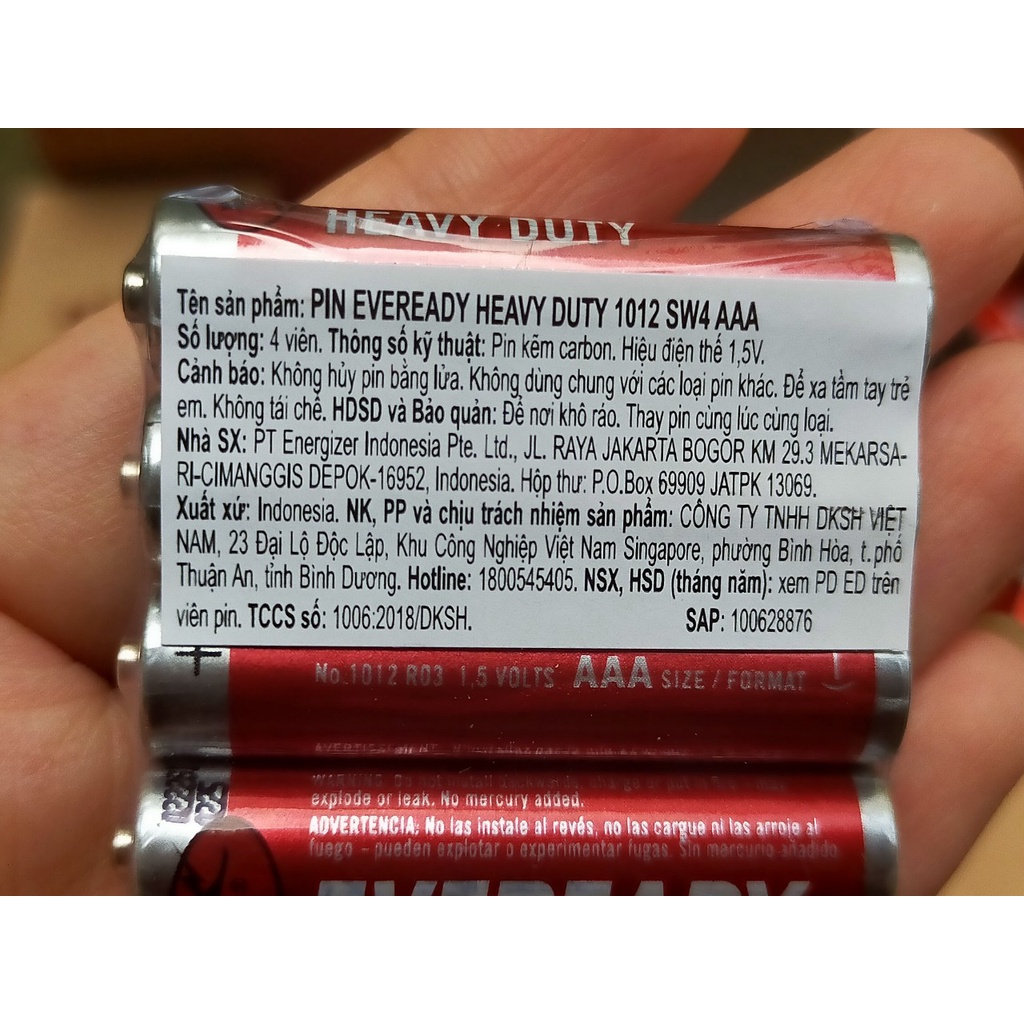 HEAVY DUTY
Tên sản phẩm: PIN EVEREADY HEAVY DUTY 1012 SW4 AAA
Số lượng: 4 viên. Thông số kỹ thuật: Pin kẽm carbon. Hiệu điện thế 1,5V.
Cảnh báo: Không hủy pin bằng lửa. Không dùng chung với các loại pin khác. Để xa tầm tay trẻ
em. Không tái chế. HDSD và Bảo quản: Để nơi khô ráo. Thay pin cùng lúc cùng loại.
Nhà SX: PT Energizer Indonesia Pte. Ltd., JL. RAYA JAKARTA BOGOR KM 29.3 MEKARSA-
RI-CIMANGGIS DEPOK-16952, Indonesia. Hộp thư: P.O.Box 69909 JATPK 13069.
Xuất xứ: Indonesia. NK, PP và chịu trách nhiệm sản phẩm: CÔNG TY TNHH DKSH VIỆT
NAM, 23 Đại Lộ Độc Lập, Khu Công Nghiệp Việt Nam Singapore, phường Bình Hòa, t.phố
Thuận An, tỉnh Bình Dương. Hotline: 1800545405. NSX, HSD (tháng năm): xem PD ED trên
viên pin. TCCS số: 1006:2018/DKSH. SAP: 100628876
+
No.1012 R03 1.5 VOLTS AAA SIZE / FORMAT
WARNING: Do not
explode or leak. No mercury added.
ADVERTENCIA: No las instale al revés, no las cargue ni las arroje al
fuego – pueden explotar o experimentar fugas. Sin mercurio añadido.
EVEREADY